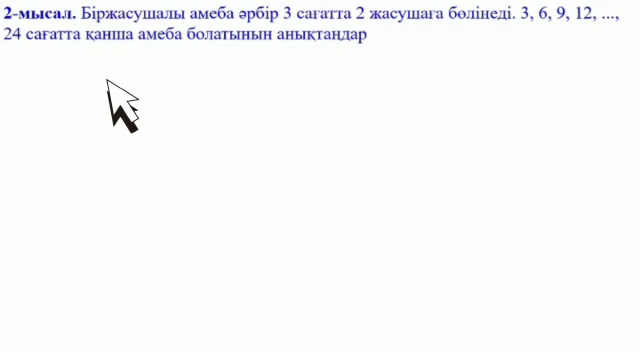 2-мысал. Біржасушалы амеба әрбір 3 сағатта 2 жасушаға бөлінеді. 3, 6, 9, 12, ...,
24 сағатта қанша амеба болатынын анықтаңдар